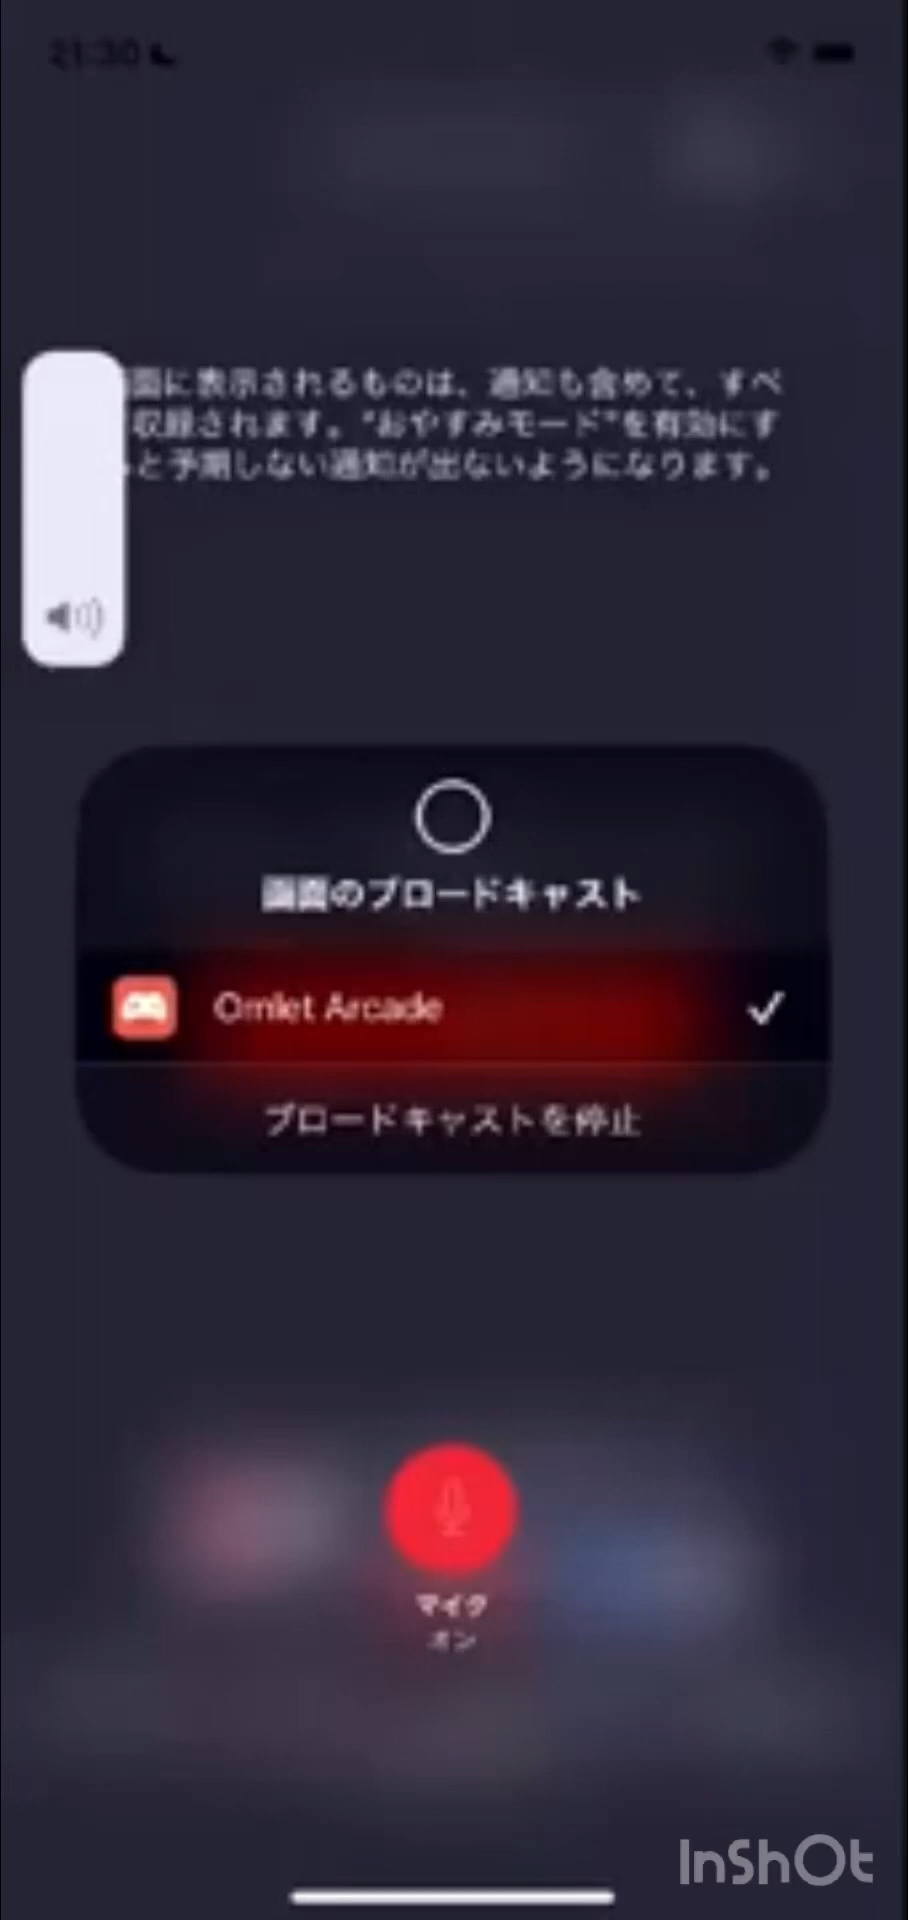 21:30
面に表示されるものは、通知も含めて、すべ
収録されます。"おやすみモード"を有効にす
と予期しない通知が出ないようになります。
画面のブロードキャスト
Omlet Arcade
ブロードキャストを停止
マイク
オン
InShOt